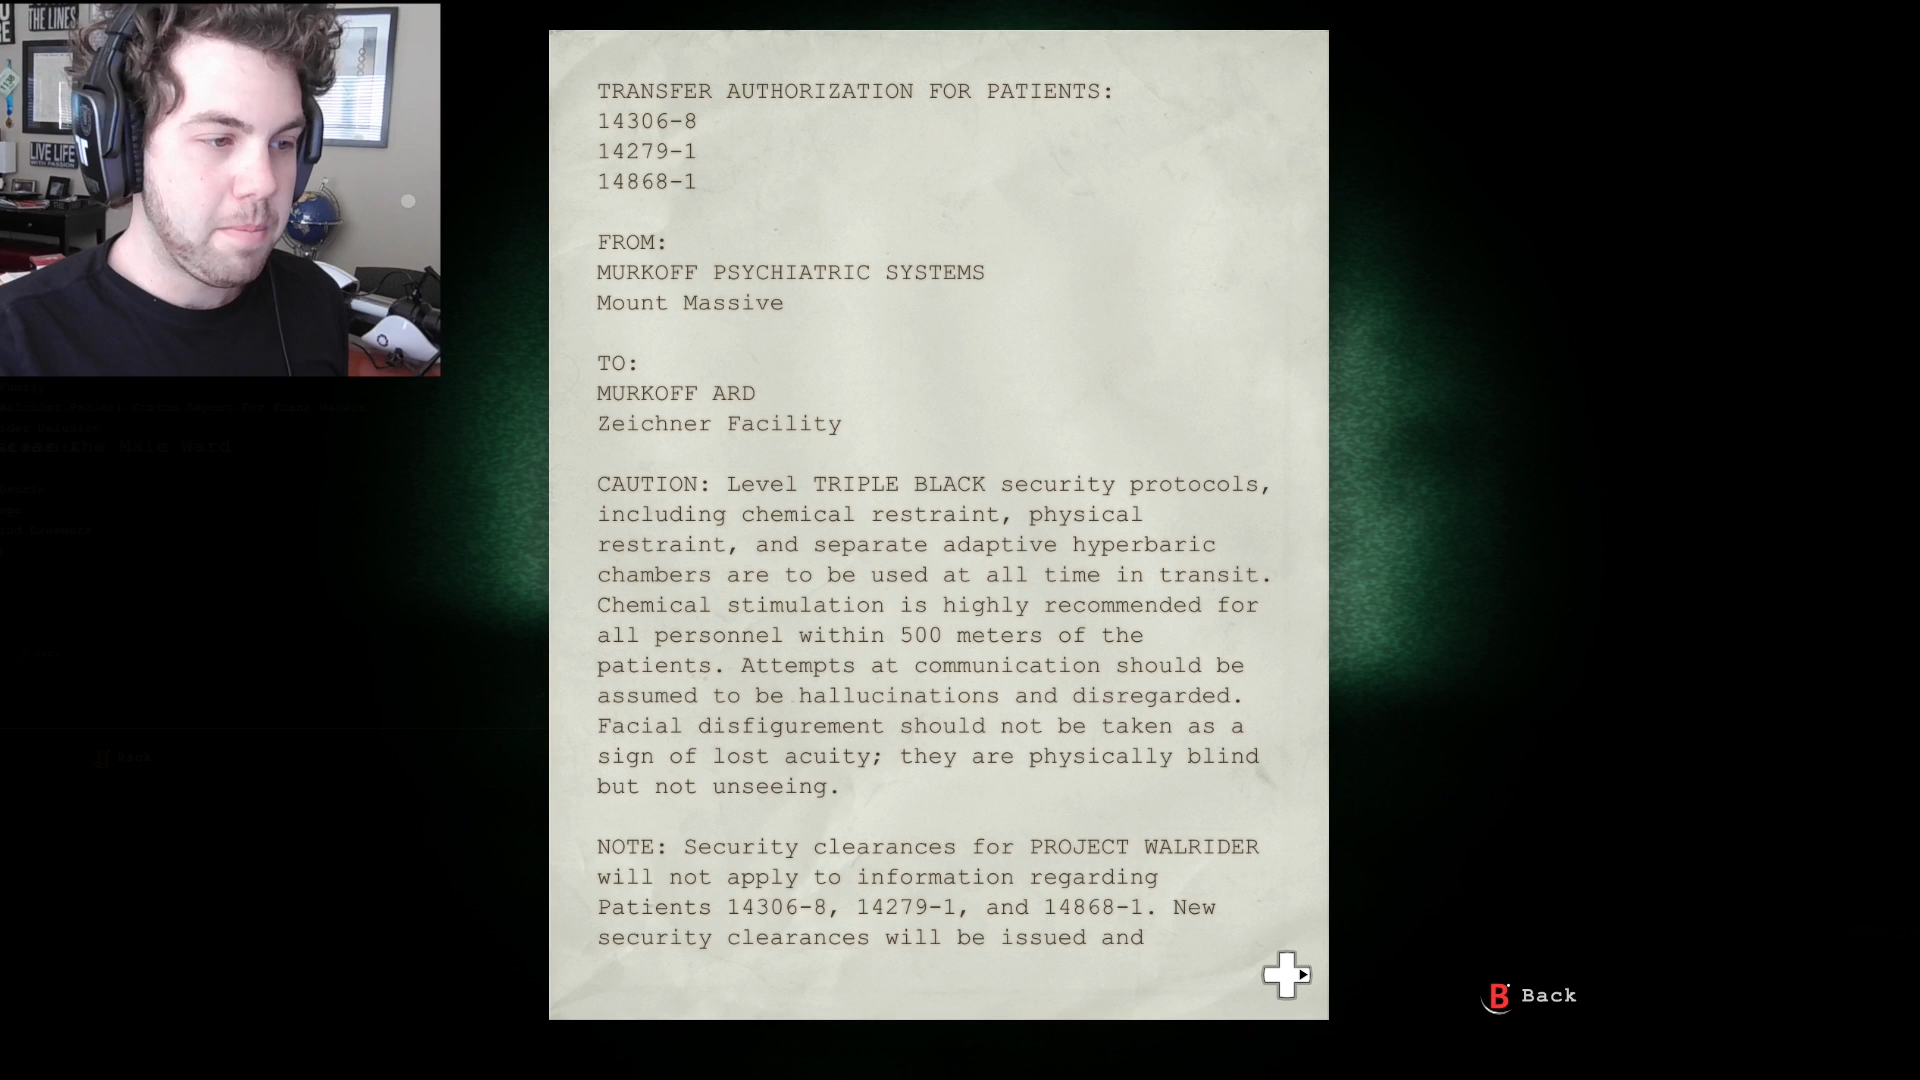 THE LINES
LIVE LIFE
WITH PASSION
TRANSFER AUTHORIZATION FOR PATIENTS:
14306-8
14279-1
14868-1
FROM:
MURKOFF PSYCHIATRIC SYSTEMS
Mount Massive
TO:
MURKOFF ARD
Zeichner Facility
CAUTION: Level TRIPLE BLACK security protocols,
including chemical restraint, physical
restraint, and separate adaptive hyperbaric
chambers are to be used at all time in transit.
Chemical stimulation is highly recommended for
all personnel within 500 meters of the
patients. Attempts at communication should be
assumed to be hallucinations and disregarded.
Facial disfigurement should not be taken as a
sign of lost acuity; they are physically blind
but not unseeing.
NOTE: Security clearances for PROJECT WALRIDER
will not apply to information regarding
Patients 14306-8, 14279-1, and 14868-1. New
security clearances will be issued and
Male Ward
Back
B Back